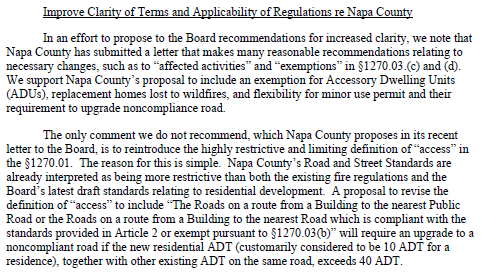 Improve Clarity of Terms and Applicability of Regulations re Napa County
In an effort to propose to the Board recommendations for increased clarity, we note that
Napa County has submitted a letter that makes many reasonable recommendations relating to
necessary changes, such as to “affected activities” and “exemptions” in §1270.03.(c) and (d).
We support Napa County’s proposal to include an exemption for Accessory Dwelling Units
(ADUs), replacement homes lost to wildfires, and flexibility for minor use permit and their
requirement to upgrade noncompliance road.
The only comment we do not recommend, which Napa County proposes in its recent
letter to the Board, is to reintroduce the highly restrictive and limiting definition of “access” in
the §1270.01.  The reason for this is simple.  Napa County’s Road and Street Standards are
already interpreted as being more restrictive than both the existing fire regulations and the
Board’s latest draft standards relating to residential development.  A proposal to revise the
definition of “access” to include “The Roads on a route from a Building to the nearest Public
Road or the Roads on a route from a Building to the nearest Road which is compliant with the
standards provided in Article 2 or exempt pursuant to §1270.03(b)” will require an upgrade to a
noncompliant road if the new residential ADT (customarily considered to be 10 ADT for a
residence), together with other existing ADT on the same road, exceeds 40 ADT.